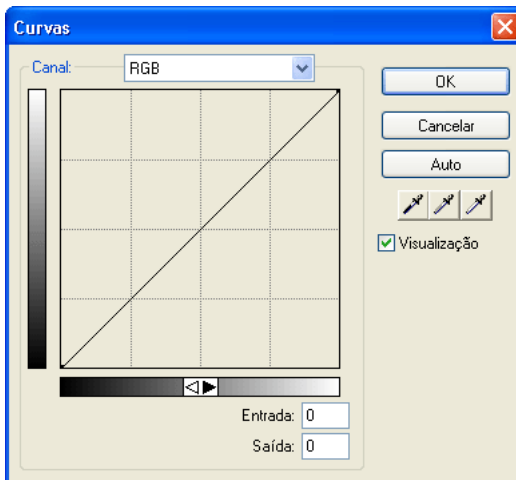 Curvas
Canal: RGB
OK
Cancelar
Auto
Visualização
Entrada: 0
Saída: 0